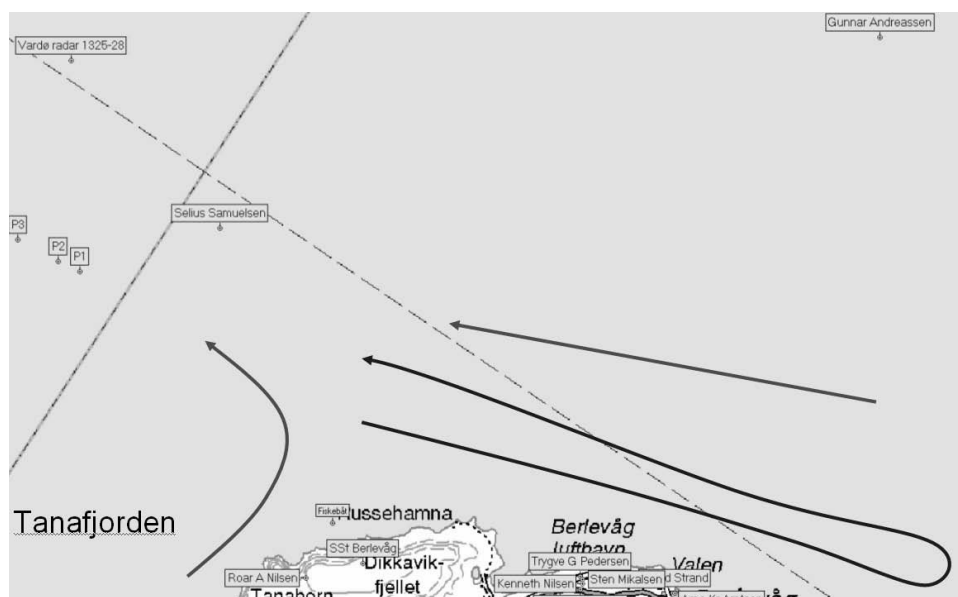 Gunnar Andreassen
Vardø radar 1325-28
Selius Samuelsen
P3
P2
P1
Tanafjorden
Fiskebåt
Hussehamna
Berlevåg
lufthavn
SSt Berlevåg
Dikkavik-
fjellet
Trygve G Pedersen
Valen
Roar A Nilsen
Kenneth Nilsen
Sten Mikalsen
d Strand
Tanahorn